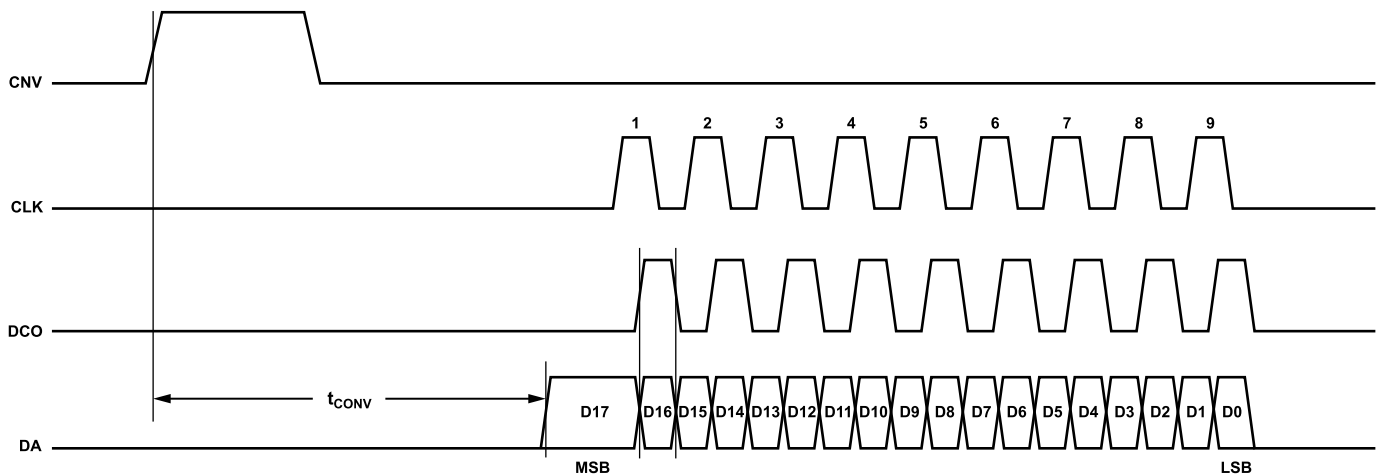 CNV
1 2 3 4 5 6 7 8 9
CLK
DCO
tCONV
D17 D16 D15 D14 D13 D12 D11 D10 D9 D8 D7 D6 D5 D4 D3 D2 D1 D0
DA
MSB LSB